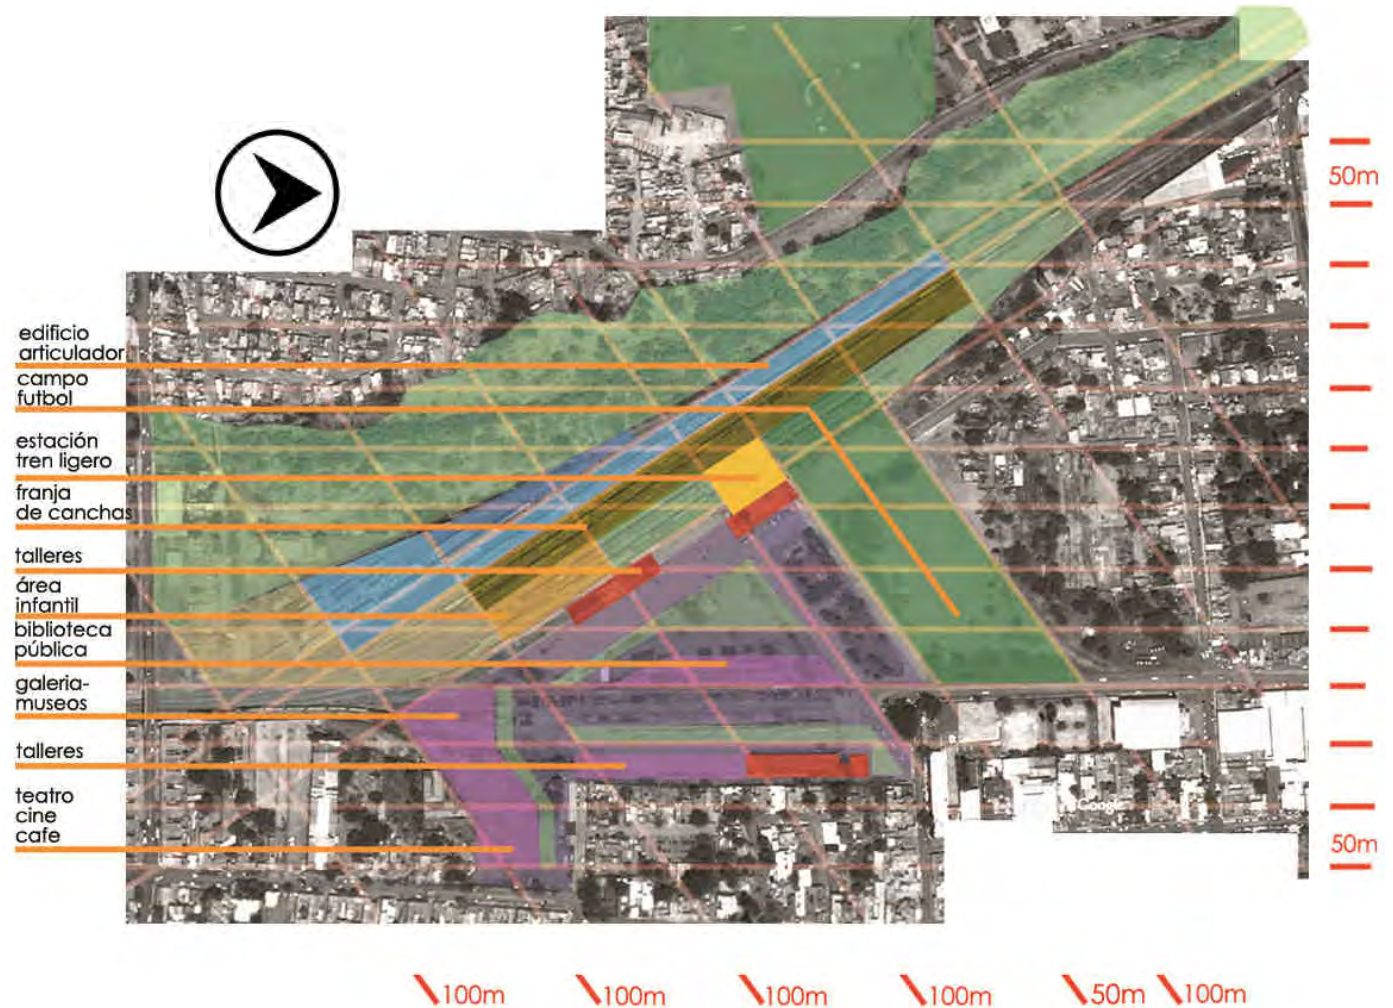 50m
edificio
articulador
campo
futbol
estación
tren ligero
franja
de canchas
talleres
área
infantil
biblioteca
pública
galeria-
museos
talleres
teatro
cine
cafe
Google
50m
100m
100m
100m
100m
50m
100m